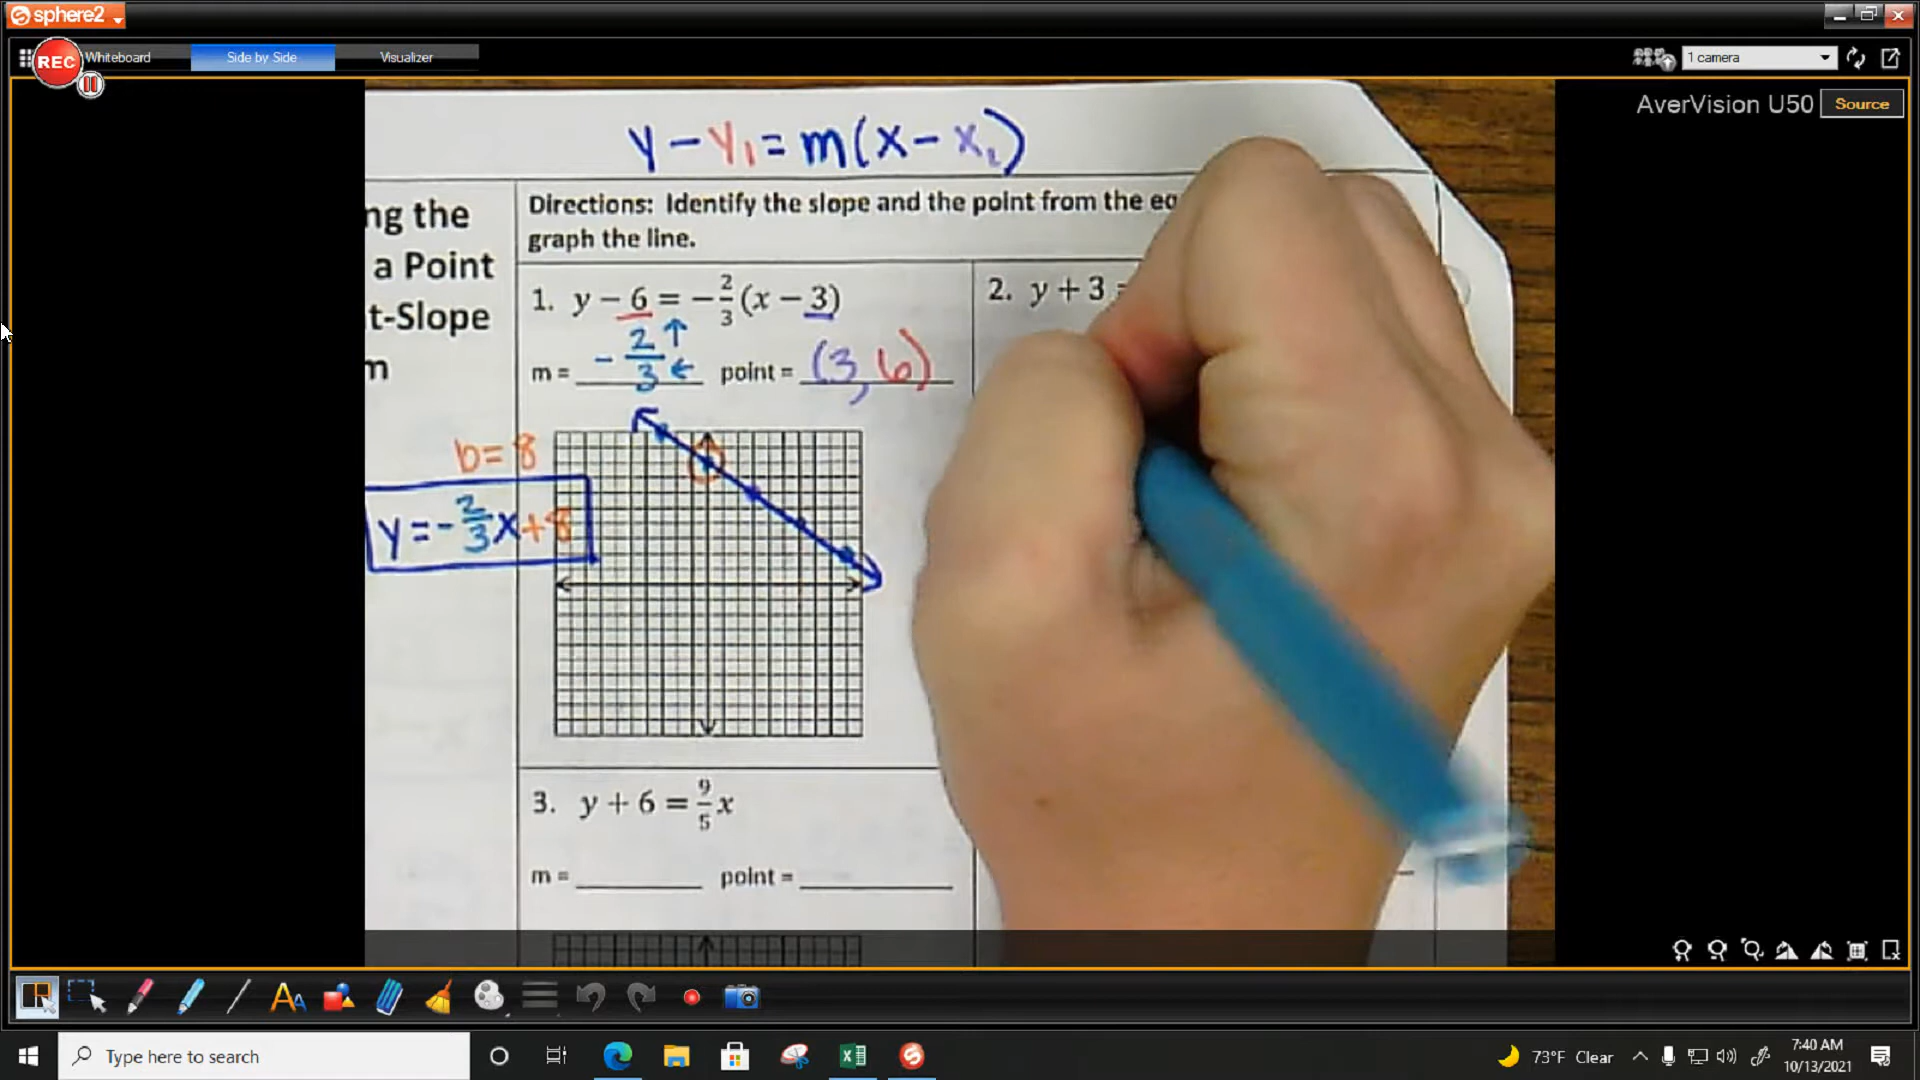 sphere2
REC
Whiteboard
Side by Side
Visualizer
1 camera
AverVision U50
Source
y - y₁ = m(x - x₁)
ng the
a Point
t-Slope
m
Directions: Identify the slope and the point from the
graph the line.
1. y − 6 = −2/3(x − 3)
m = -2/3 ↑ ← point = (3, 6)
b = 8
y = -2/3x + 8
2. y + 3
3. y + 6 = 9/5x
m = ________ point = ________
Type here to search
73°F Clear
7:40 AM
10/13/2021